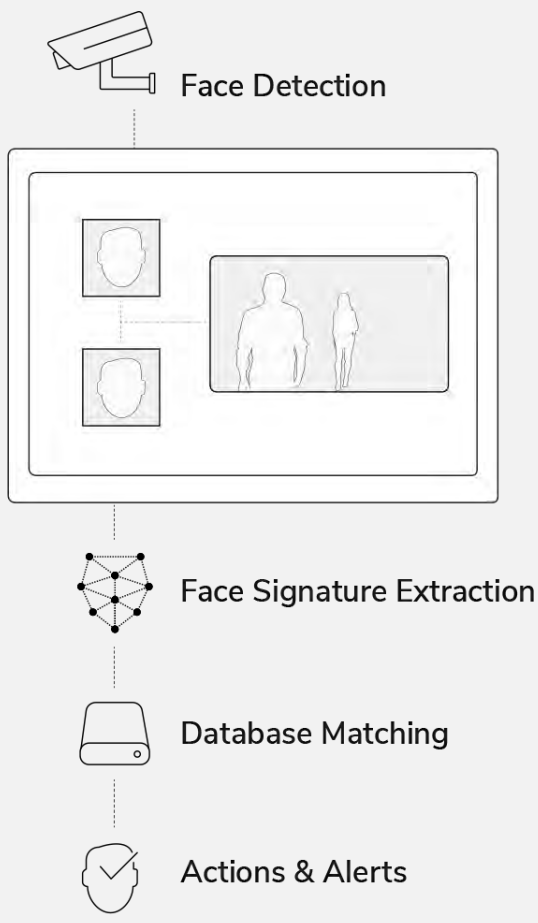 Face Detection
Face Signature Extraction
Database Matching
Actions & Alerts